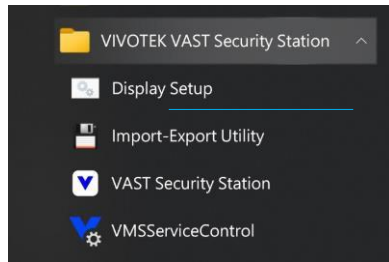 VIVOTEK VAST Security Station
Display Setup
Import-Export Utility
VAST Security Station
VMSServiceControl